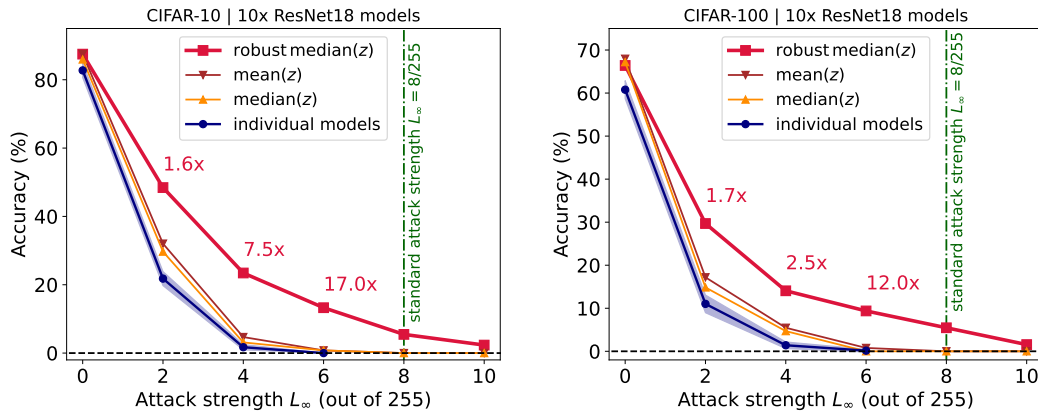 CIFAR-10 | 10x ResNet18 models
Accuracy (%)
80
60
40
20
0
robust median(z)
mean(z)
median(z)
individual models
1.6x
7.5x
17.0x
standard attack strength L∞ = 8/255
0 2 4 6 8 10
Attack strength L∞ (out of 255)
CIFAR-100 | 10x ResNet18 models
Accuracy (%)
70
60
50
40
30
20
10
0
robust median(z)
mean(z)
median(z)
individual models
1.7x
2.5x
12.0x
standard attack strength L∞ = 8/255
0 2 4 6 8 10
Attack strength L∞ (out of 255)